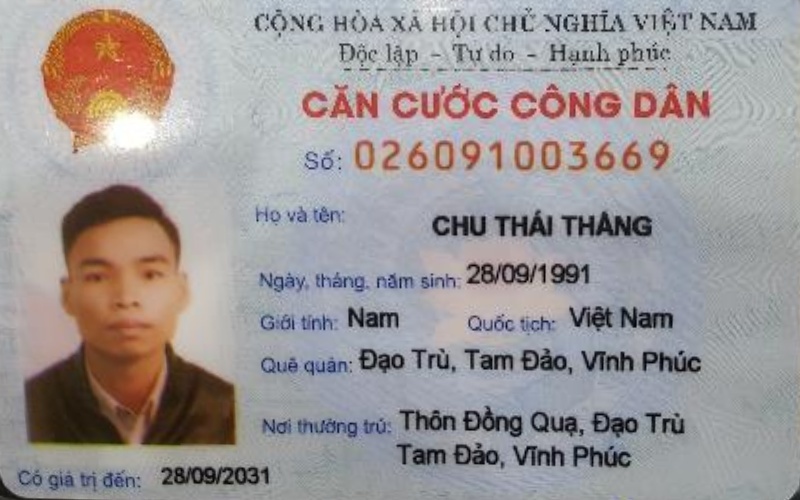 CỘNG HÒA XÃ HỘI CHỦ NGHĨA VIỆT NAM
Độc lập - Tự do - Hạnh phúc
CĂN CƯỚC CÔNG DÂN
Số: 026091003669
Họ và tên: CHU THÁI THẮNG
Ngày, tháng, năm sinh: 28/09/1991
Giới tính: Nam Quốc tịch: Việt Nam
Quê quán: Đạo Trù, Tam Đảo, Vĩnh Phúc
Nơi thường trú: Thôn Đồng Quạ, Đạo Trù
Tam Đảo, Vĩnh Phúc
Có giá trị đến: 28/09/2031